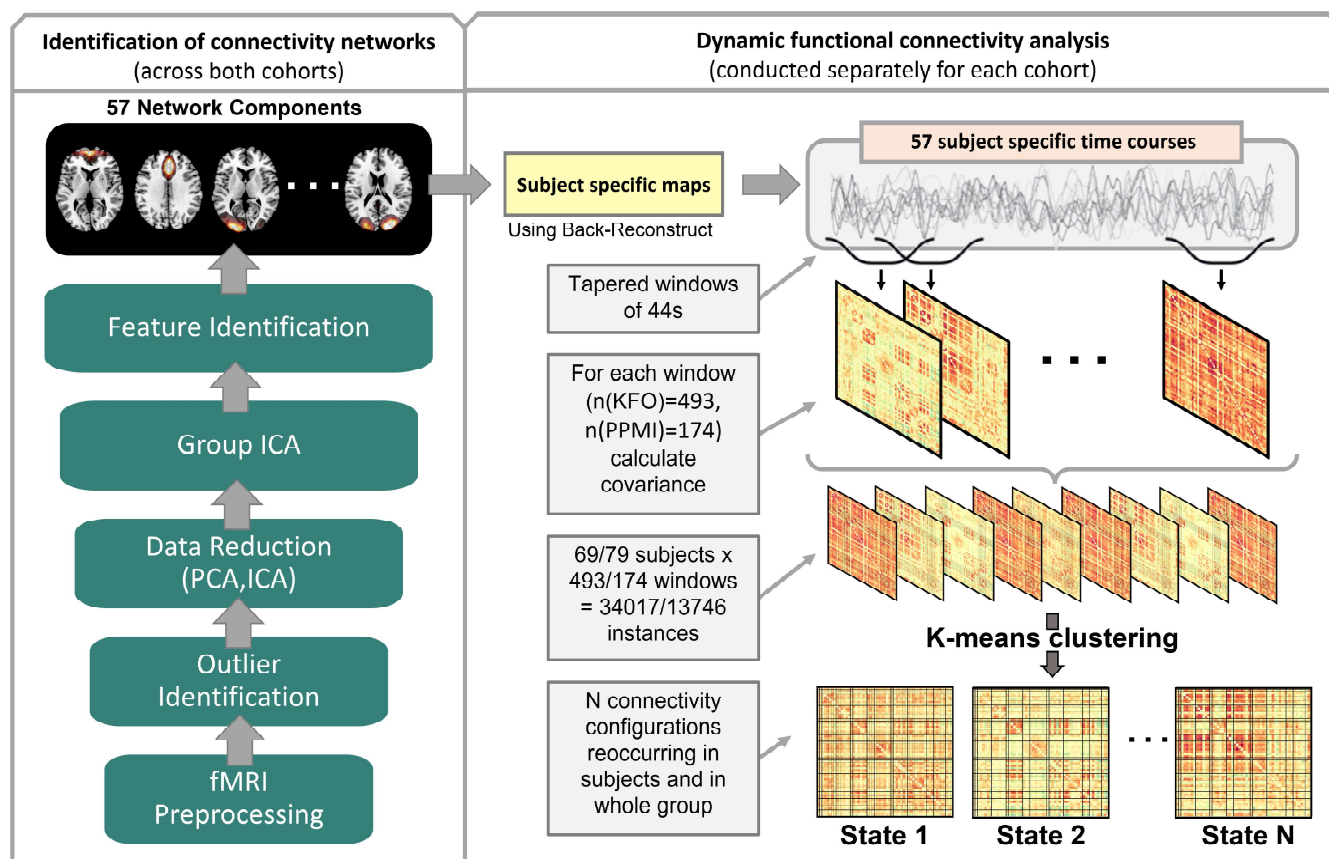 Identification of connectivity networks
(across both cohorts)
57 Network Components
Feature Identification
Group ICA
Data Reduction
(PCA,ICA)
Outlier
Identification
fMRI
Preprocessing
Dynamic functional connectivity analysis
(conducted separately for each cohort)
Subject specific maps
Using Back-Reconstruct
57 subject specific time courses
Tapered windows
of 44s
For each window
(n(KFO)=493,
n(PPMI)=174)
calculate
covariance
69/79 subjects x
493/174 windows
= 34017/13746
instances
K-means clustering
N connectivity
configurations
reoccurring in
subjects and in
whole group
State 1
State 2
State N